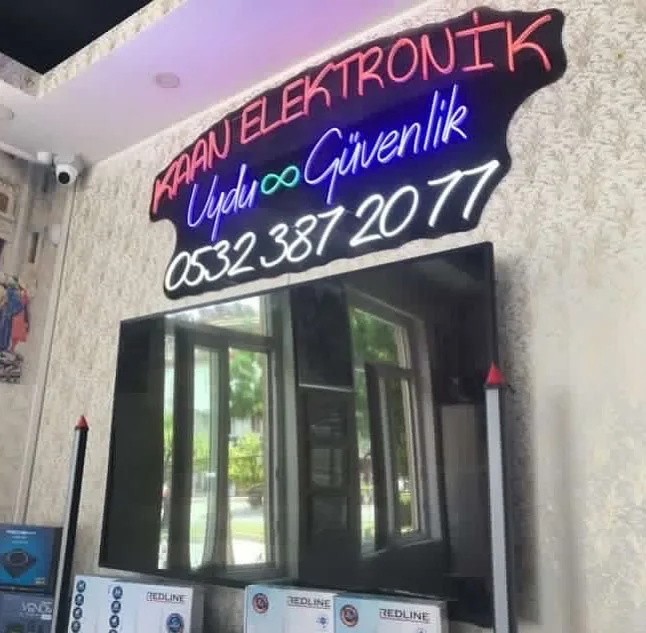 KAAN ELEKTRONİK
Uydu ∞ Güvenlik
0532 387 20 77
REDLINE
REDLINE
REDLINE